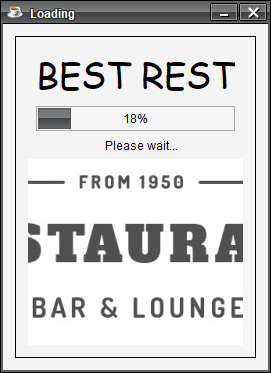 Loading
BEST REST
18%
Please wait...
FROM 1950
STAURA
BAR & LOUNGE